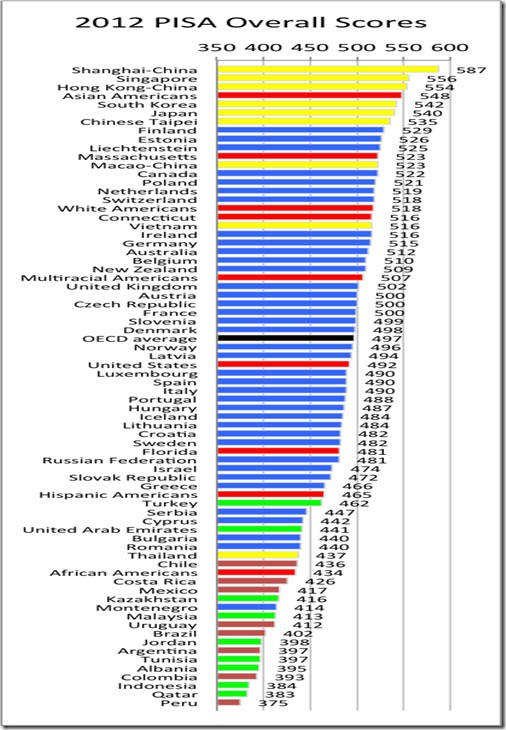 2012 PISA Overall Scores
350 400 450 500 550 600
Shanghai-China 587
Singapore 556
Hong Kong-China 554
Asian Americans 548
South Korea 542
Japan 540
Chinese Taipei 535
Finland 529
Estonia 526
Liechtenstein 525
Massachusetts 523
Macao-China 523
Canada 522
Poland 521
Netherlands 519
Switzerland 518
White Americans 518
Connecticut 516
Vietnam 516
Ireland 516
Germany 515
Australia 512
Belgium 510
New Zealand 509
Multiracial Americans 507
United Kingdom 502
Austria 500
Czech Republic 500
France 500
Slovenia 499
Denmark 498
OECD average 497
Norway 496
Latvia 494
United States 492
Luxembourg 490
Spain 490
Italy 490
Portugal 488
Hungary 487
Iceland 484
Lithuania 484
Croatia 482
Sweden 482
Florida 481
Russian Federation 481
Israel 474
Slovak Republic 472
Greece 466
Hispanic Americans 465
Turkey 462
Serbia 447
Cyprus 442
United Arab Emirates 441
Bulgaria 440
Romania 440
Thailand 437
Chile 436
African Americans 434
Costa Rica 426
Mexico 417
Kazakhstan 416
Montenegro 414
Malaysia 413
Uruguay 412
Brazil 402
Jordan 398
Argentina 397
Tunisia 397
Albania 395
Colombia 393
Indonesia 384
Qatar 383
Peru 375